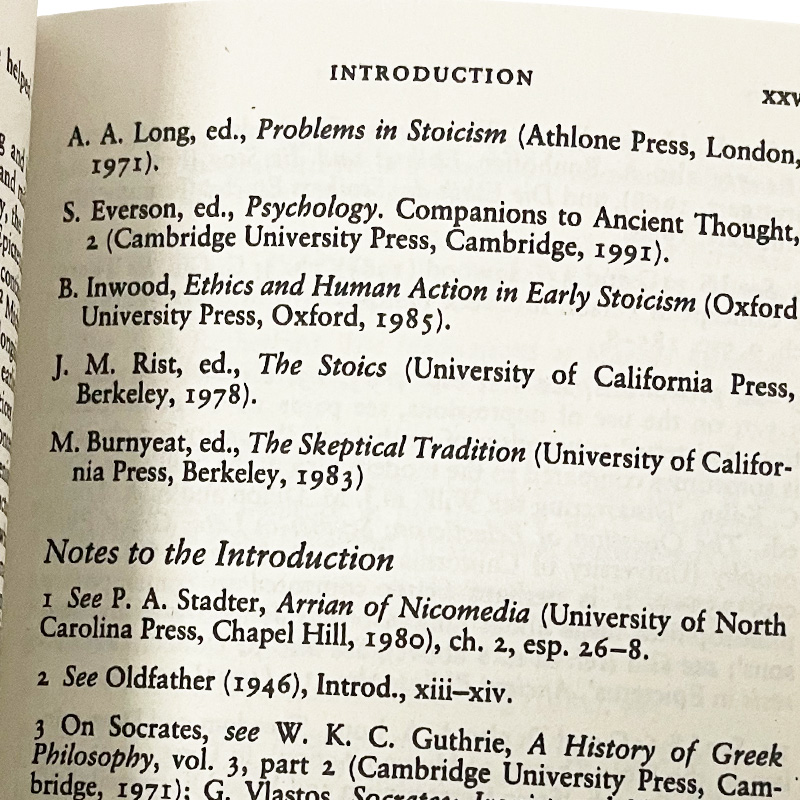 INTRODUCTION
A. A. Long, ed., Problems in Stoicism (Athlone Press, London,
1971).
S. Everson, ed., Psychology. Companions to Ancient Thought,
2 (Cambridge University Press, Cambridge, 1991).
B. Inwood, Ethics and Human Action in Early Stoicism (Oxford
University Press, Oxford, 1985).
J. M. Rist, ed., The Stoics (University of California Press,
Berkeley, 1978).
M. Burnyeat, ed., The Skeptical Tradition (University of Califor-
nia Press, Berkeley, 1983)
Notes to the Introduction
1 See P. A. Stadter, Arrian of Nicomedia (University of North
Carolina Press, Chapel Hill, 1980), ch. 2, esp. 26–8.
2 See Oldfather (1946), Introd., xiii–xiv.
3 On Socrates, see W. K. C. Guthrie, A History of Greek
Philosophy, vol. 3, part 2 (Cambridge University Press, Cam-
bridge, 1971); G. Vlastos, Socrates: